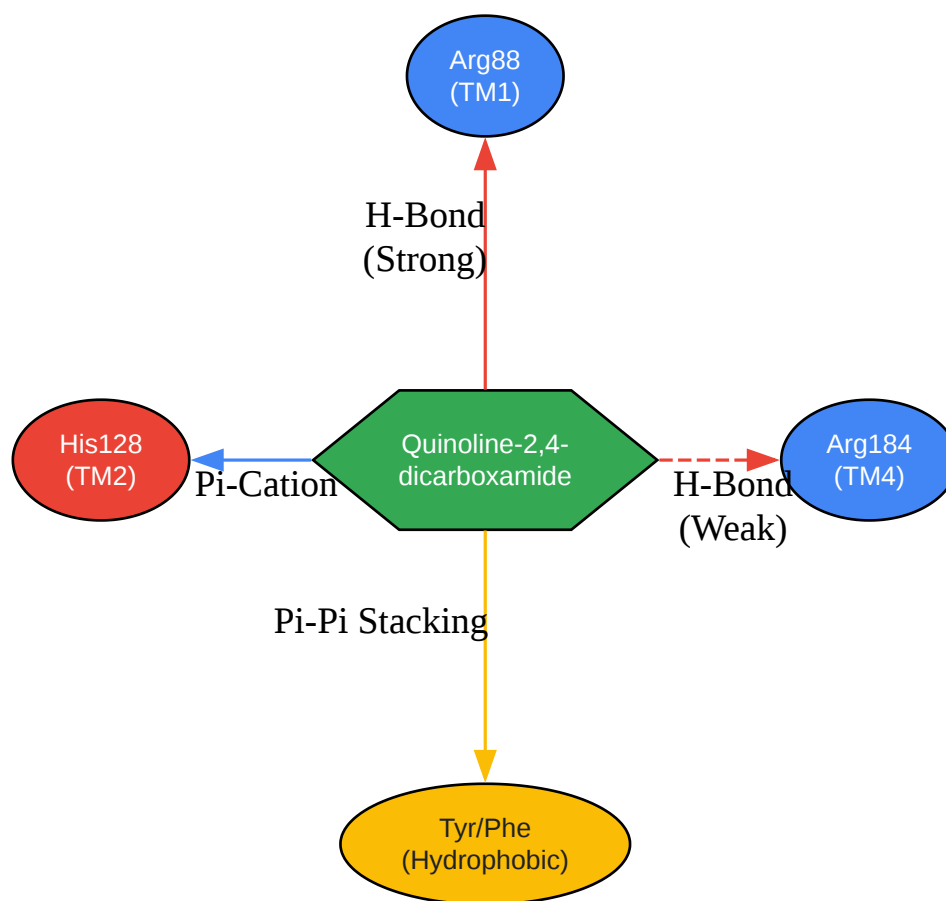 Arg88
(TM1)
H-Bond
(Strong)
His128
(TM2)
Pi-Cation
Quinoline-2,4-
dicarboxamide
H-Bond
(Weak)
Arg184
(TM4)
Pi-Pi Stacking
Tyr/Phe
(Hydrophobic)